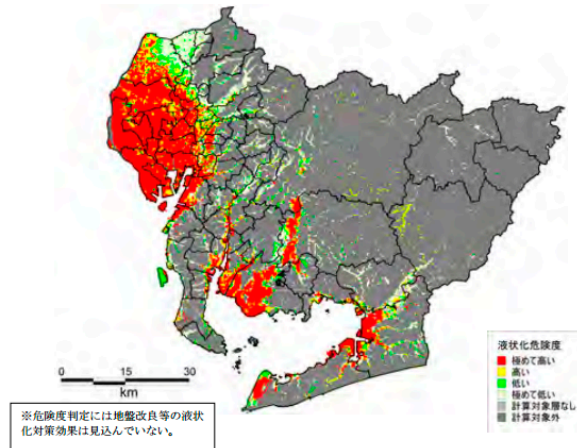 液状化危険度
極めて高い
高い
低い
極めて低い
計算対象層なし
計算対象外
0 15 30
km
※危険度判定には地盤改良等の液状
化対策効果は見込んでいない。